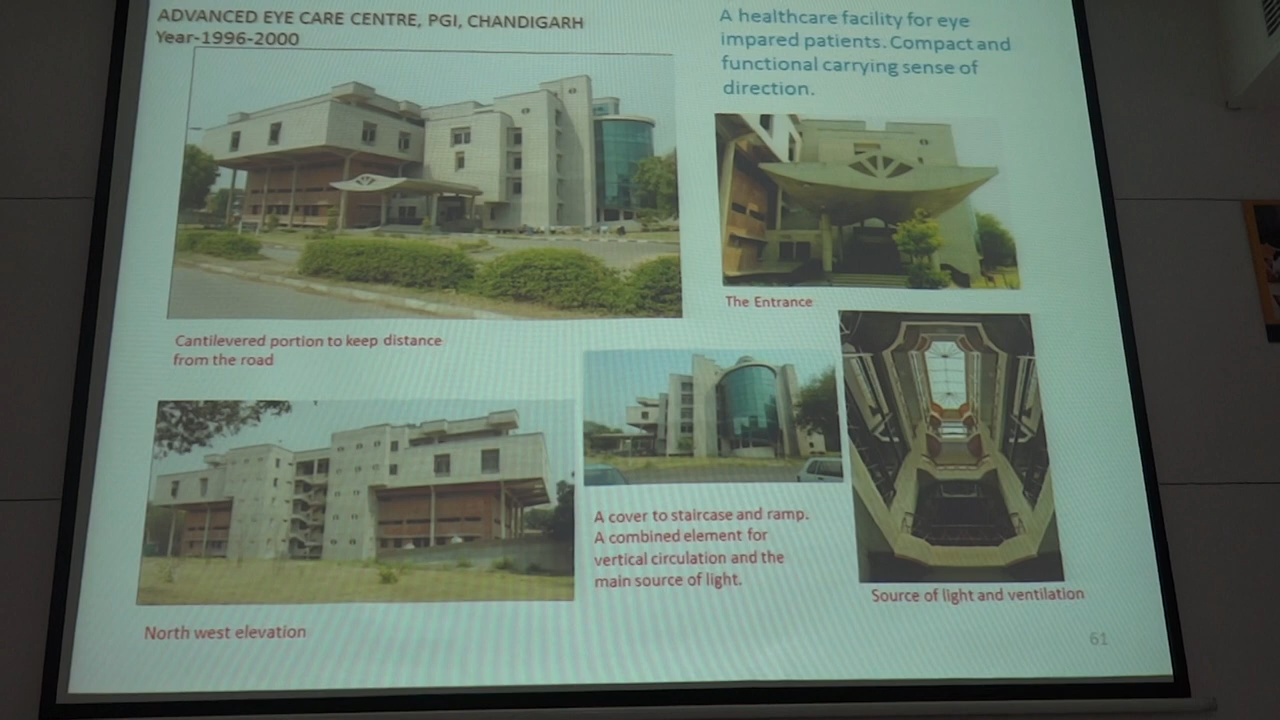 ADVANCED EYE CARE CENTRE, PGI, CHANDIGARH
Year-1996-2000
A healthcare facility for eye
impared patients. Compact and
functional carrying sense of
direction.
The Entrance
Cantilevered portion to keep distance
from the road
A cover to staircase and ramp.
A combined element for
vertical circulation and the
main source of light.
Source of light and ventilation
North west elevation
61